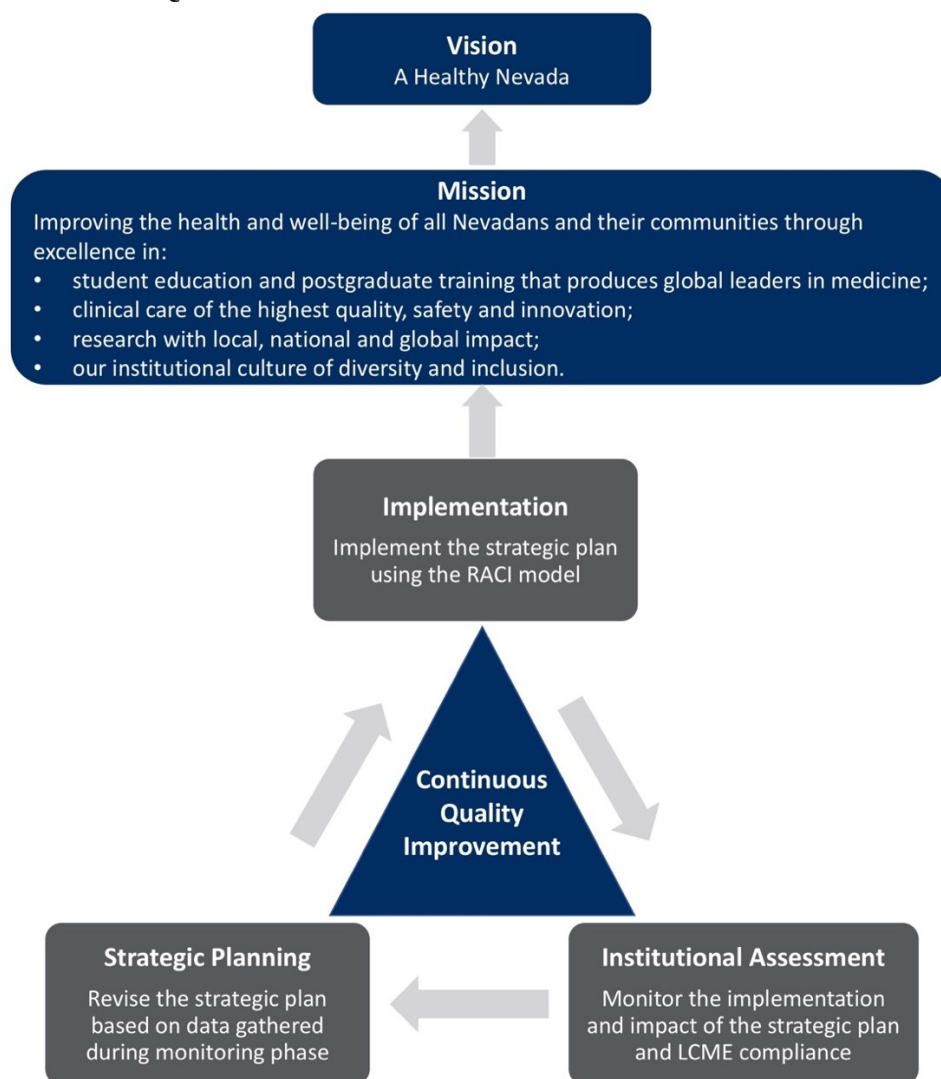 Vision
A Healthy Nevada
Mission
Improving the health and well-being of all Nevadans and their communities through
excellence in:
• student education and postgraduate training that produces global leaders in medicine;
• clinical care of the highest quality, safety and innovation;
• research with local, national and global impact;
• our institutional culture of diversity and inclusion.
Implementation
Implement the strategic plan
using the RACI model
Continuous
Quality
Improvement
Strategic Planning
Revise the strategic plan
based on data gathered
during monitoring phase
Institutional Assessment
Monitor the implementation
and impact of the strategic plan
and LCME compliance